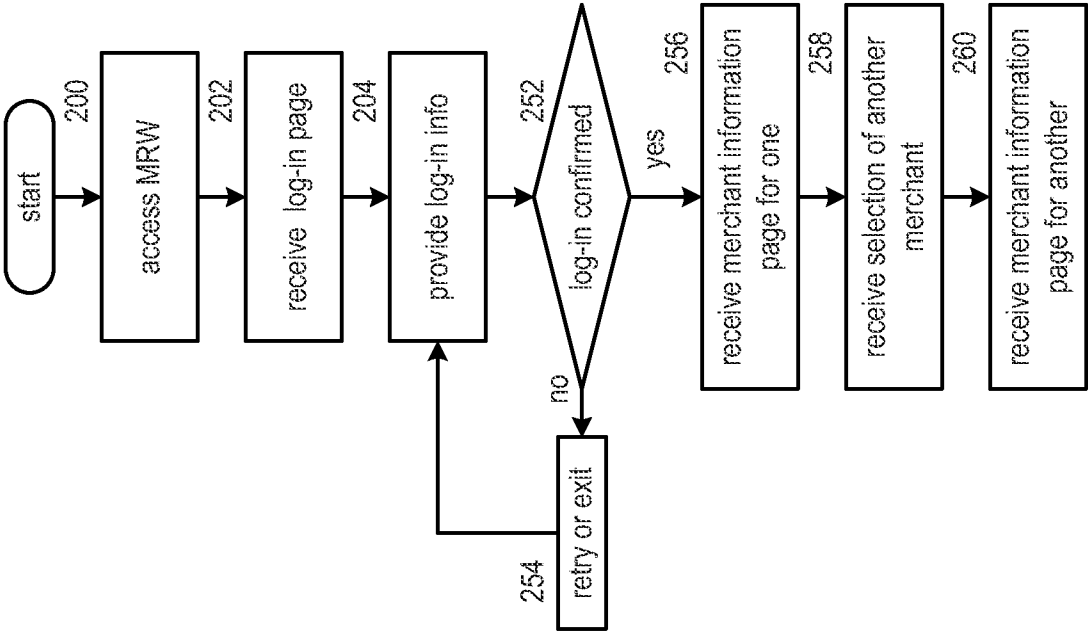 start
200
access MRW
202
receive log-in page
204
provide log-in info
252
log-in confirmed
no
254
retry or exit
yes
256
receive merchant information
page for one
258
receive selection of another
merchant
260
receive merchant information
page for another